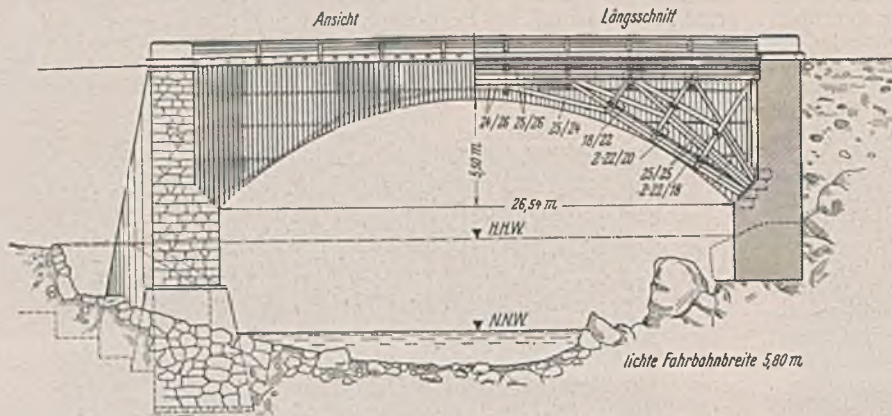 Ansicht
Längsschnitt
24/26
25/26
25/24
18/22
2·22/20
25/25
2·22/18
5,50 m.
26,54 m.
H.H.W.
N.N.W.
lichte Fahrbahnbreite 5,80 m.